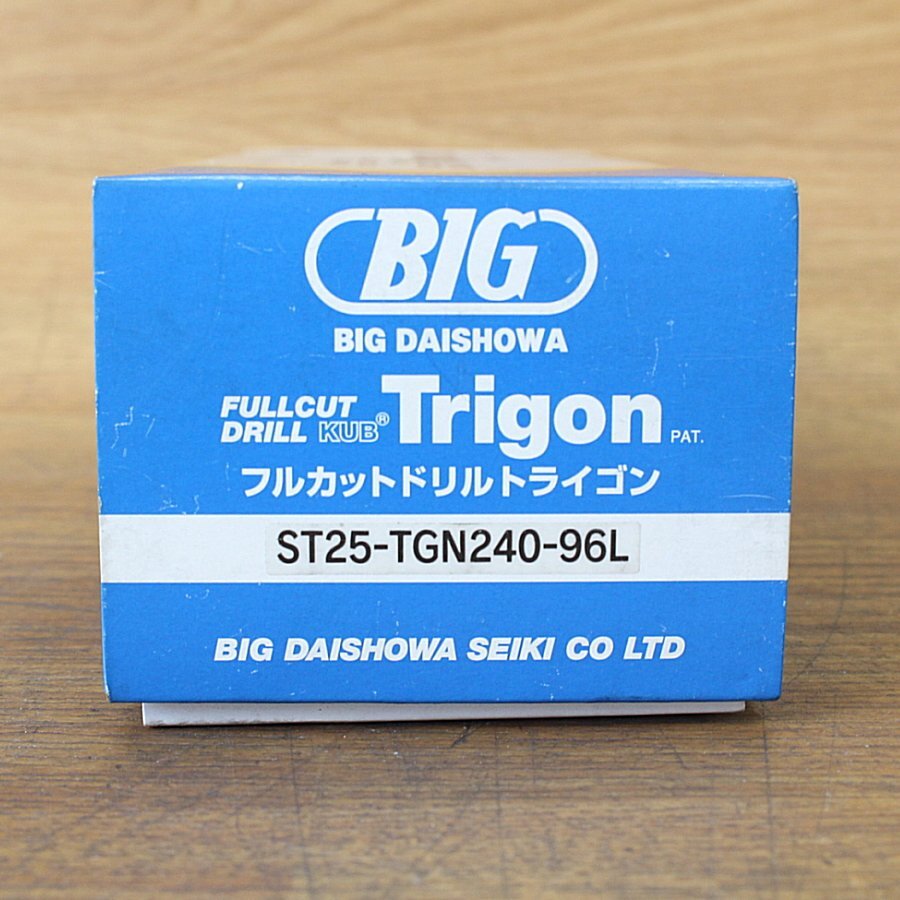 BIG
BIG DAISHOWA
FULLCUT
DRILL KUB® Trigon PAT.
フルカットドリルトライゴン
ST25-TGN240-96L
BIG DAISHOWA SEIKI CO LTD